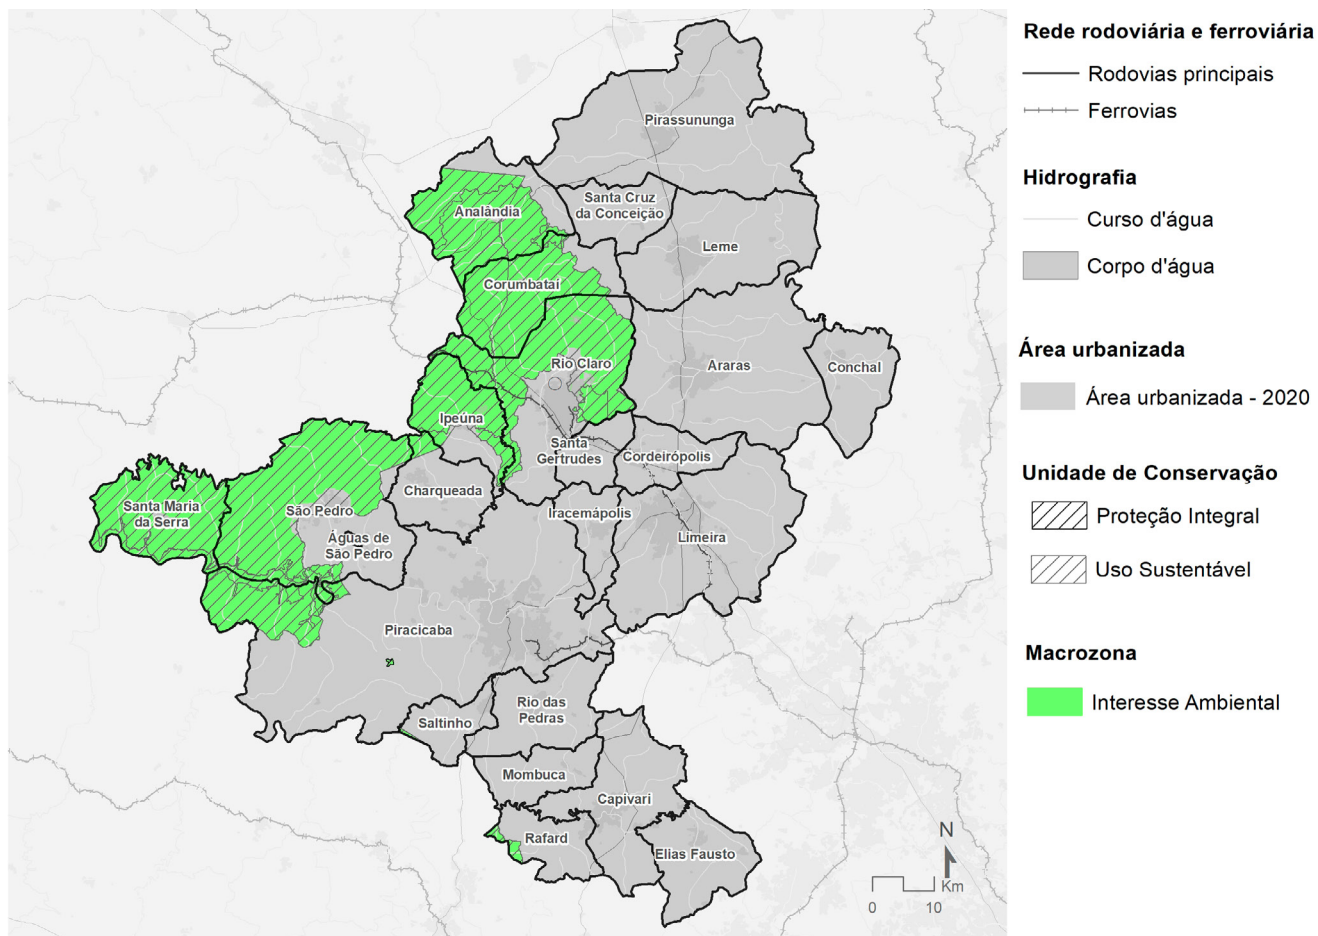 Pirassununga
Santa Cruz
da Conceição
Analândia
Leme
Corumbataí
Rio Claro
Araras
Conchal
Ipeúna
Santa
Gertrudes
Cordeirópolis
Charqueada
Santa Maria
da Serra
São Pedro
Iracemápolis
Águas de
São Pedro
Limeira
Piracicaba
Rio das
Pedras
Saltinho
Mombuca
Capivari
Rafard
Elias Fausto
N
Km
0
10
Rede rodoviária e ferroviária
Rodovias principais
Ferrovias
Hidrografia
Curso d'água
Corpo d'água
Área urbanizada
Área urbanizada - 2020
Unidade de Conservação
Proteção Integral
Uso Sustentável
Macrozona
Interesse Ambiental